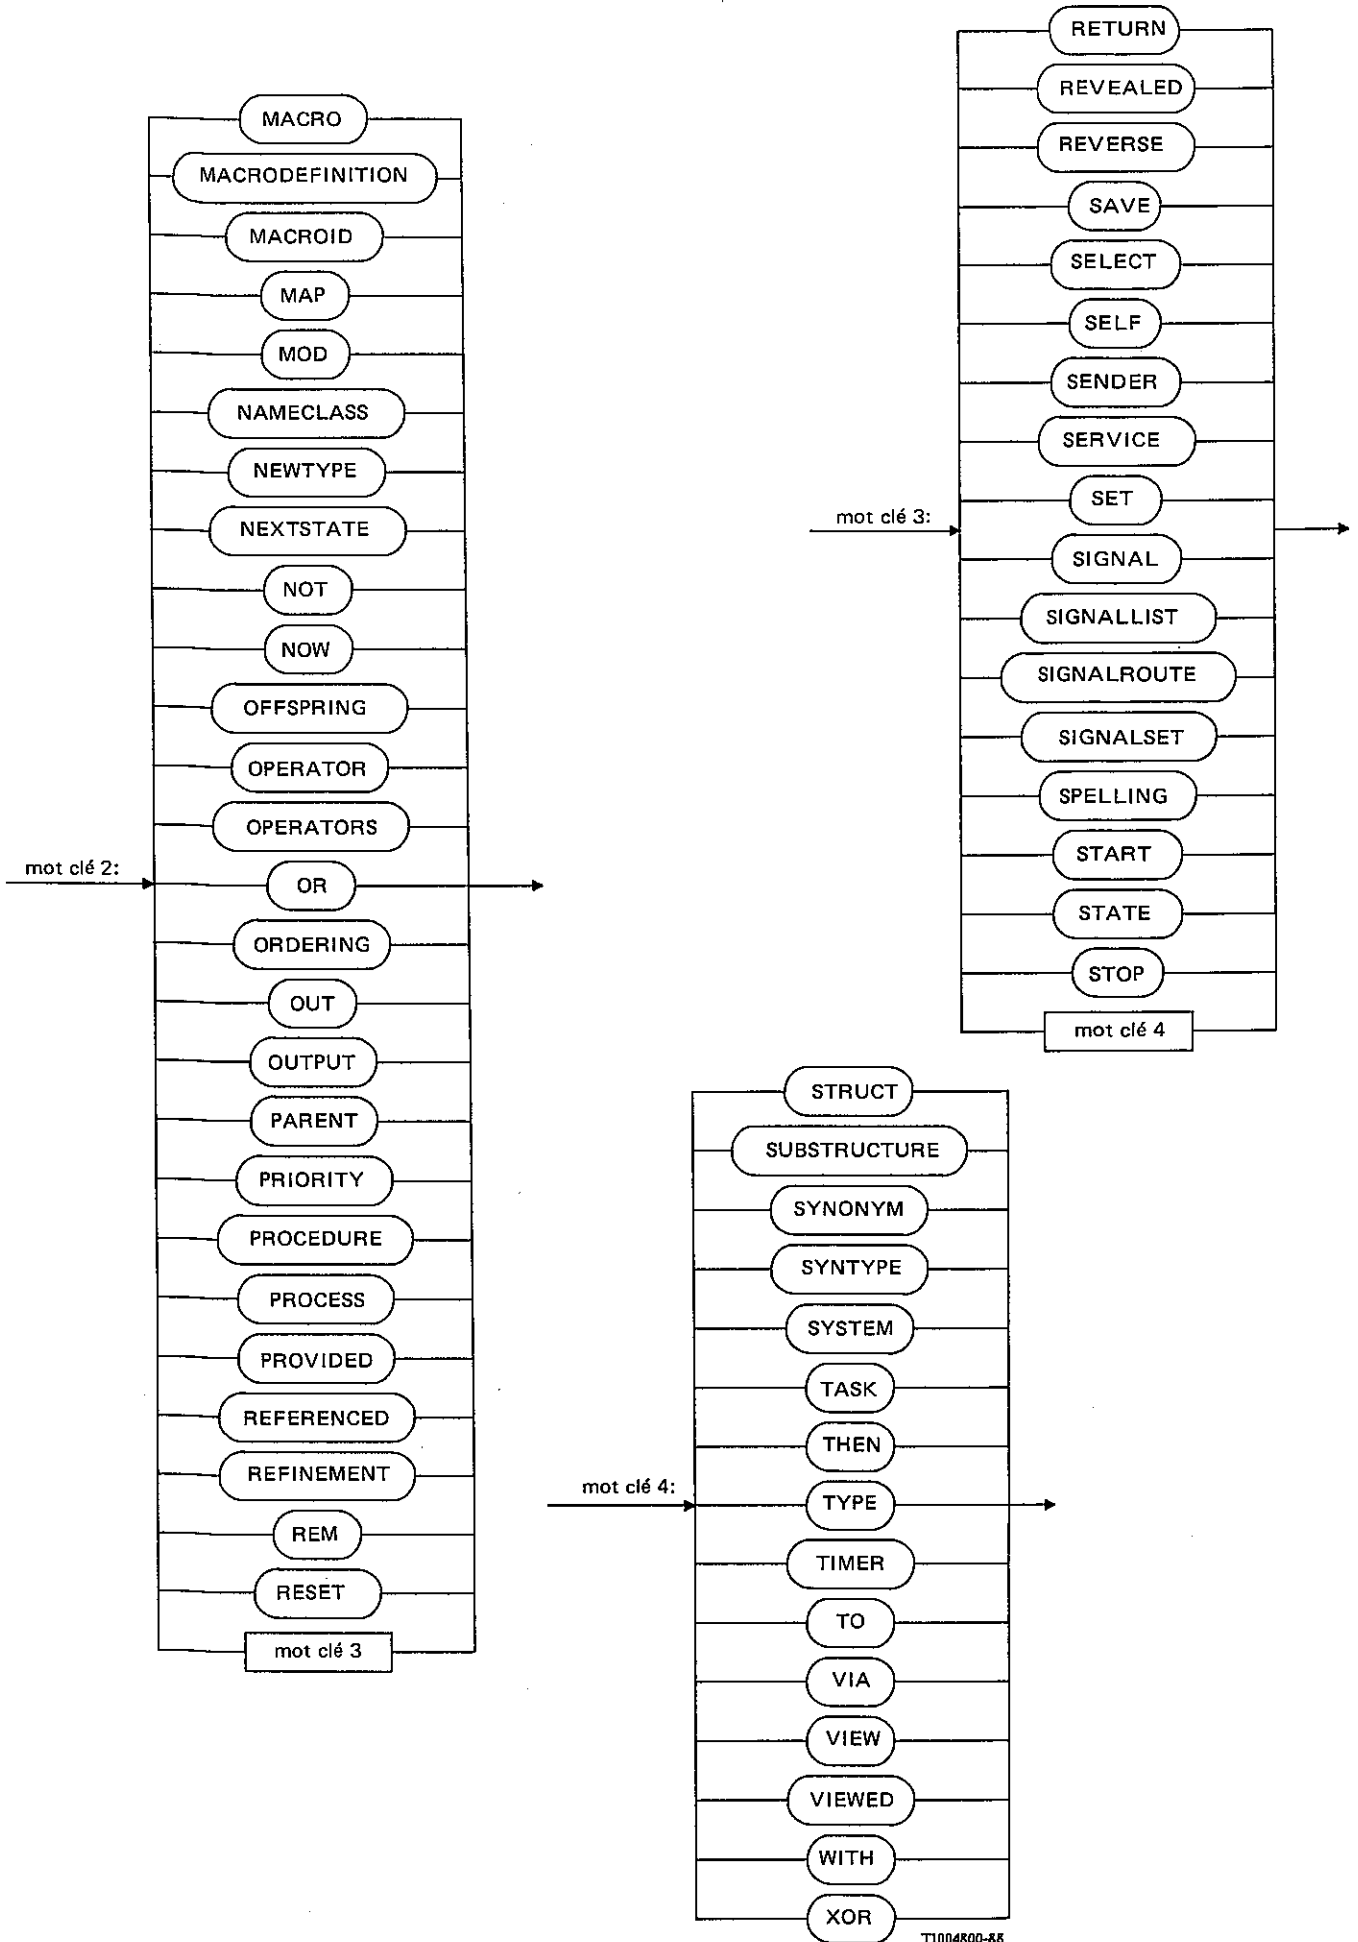 MACRO
MACRODEFINITION
MACROID
MAP
MOD
NAMECLASS
NEWTYPE
NEXTSTATE
NOT
NOW
OFFSPRING
OPERATOR
OPERATORS
mot clé 2:
OR
ORDERING
OUT
OUTPUT
PARENT
PRIORITY
PROCEDURE
PROCESS
PROVIDED
REFERENCED
REFINEMENT
REM
RESET
mot clé 3
RETURN
REVEALED
REVERSE
SAVE
SELECT
SELF
SENDER
SERVICE
SET
mot clé 3:
SIGNAL
SIGNALLIST
SIGNALROUTE
SIGNALSET
SPELLING
START
STATE
STOP
mot clé 4
STRUCT
SUBSTRUCTURE
SYNONYM
SYNTYPE
SYSTEM
TASK
THEN
mot clé 4:
TYPE
TIMER
TO
VIA
VIEW
VIEWED
WITH
XOR
T1004800-88